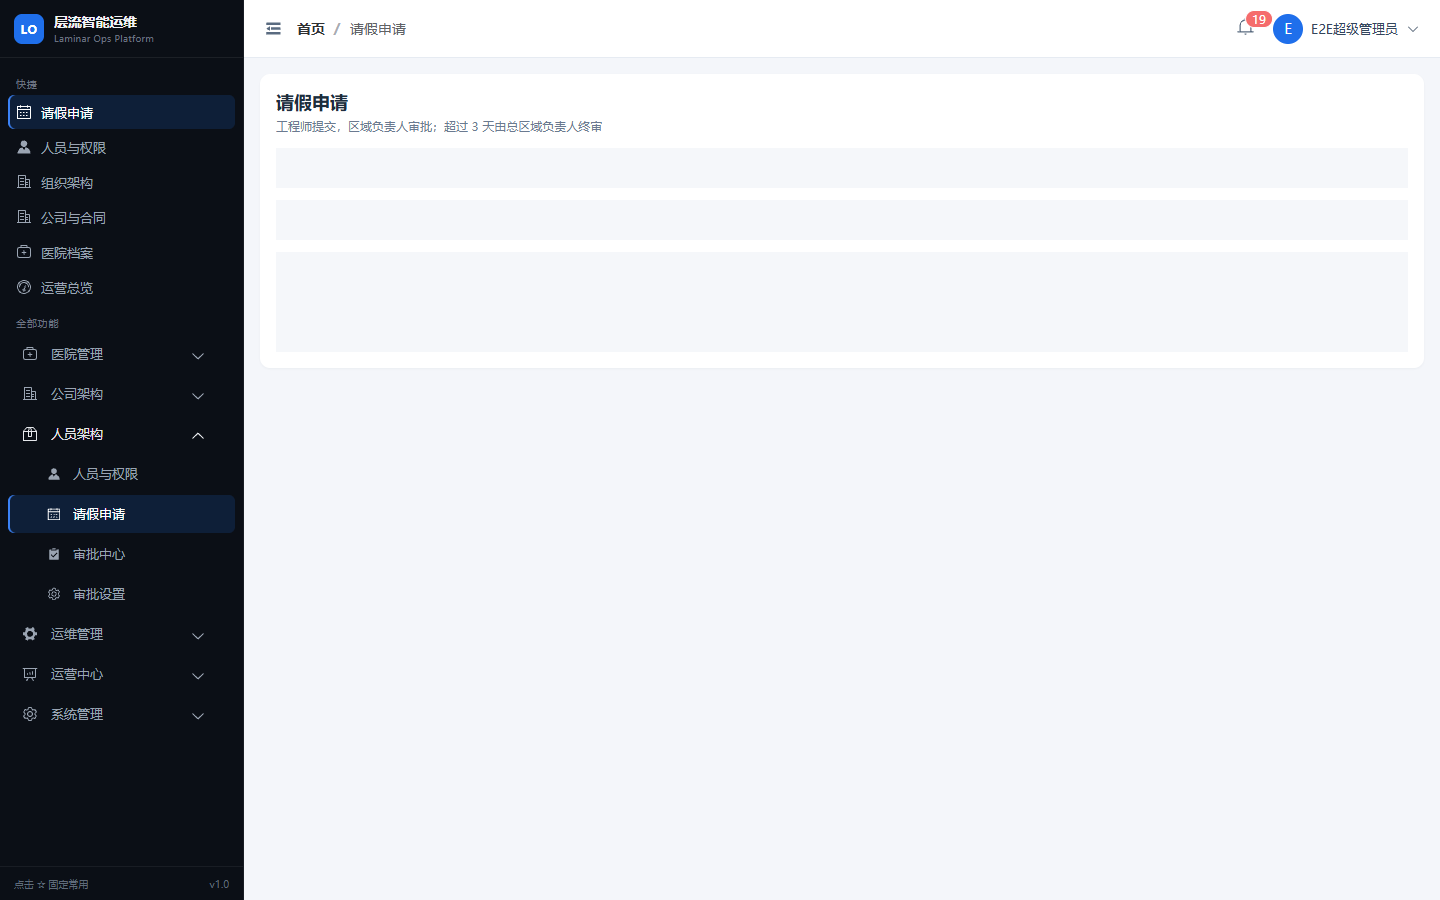 LO
层流智能运维
Laminar Ops Platform
快捷
请假申请
人员与权限
组织架构
公司与合同
医院档案
运营总览
全部功能
医院管理
公司架构
人员架构
人员与权限
请假申请
审批中心
审批设置
运维管理
运营中心
系统管理
点击 ☆ 固定常用
v1.0
首页 / 请假申请
19
E
E2E超级管理员
请假申请
工程师提交，区域负责人审批；超过 3 天由总区域负责人终审